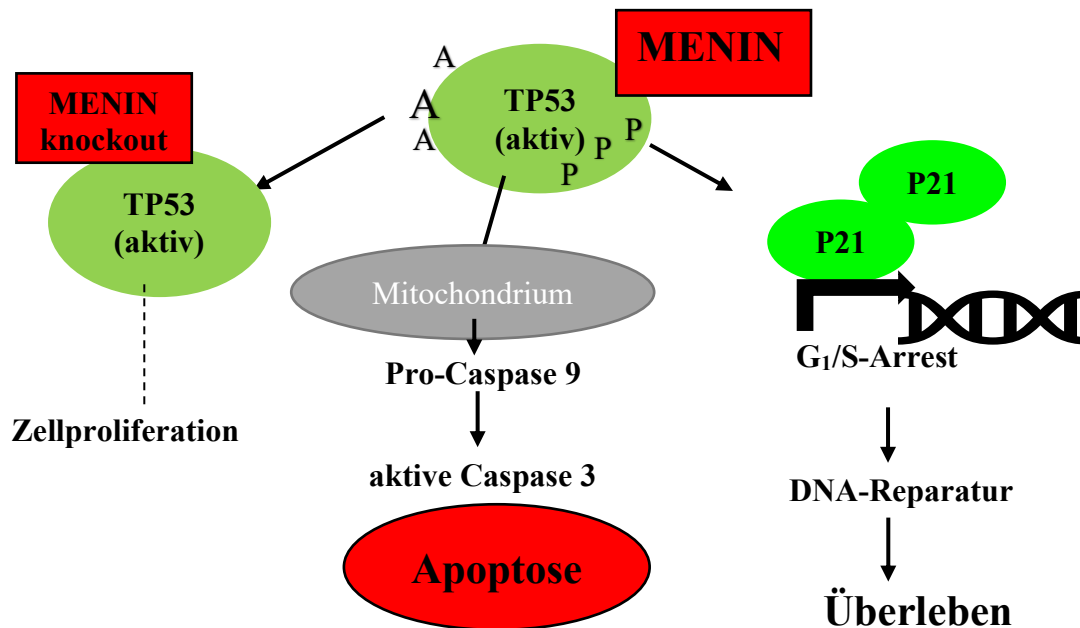 MENIN
A
TP53
(aktiv)
A
A
P
P
P
MENIN
knockout
TP53
(aktiv)
P21
P21
Mitochondrium
G₁/S-Arrest
Pro-Caspase 9
Zellproliferation
aktive Caspase 3
DNA-Reparatur
Apoptose
Überleben